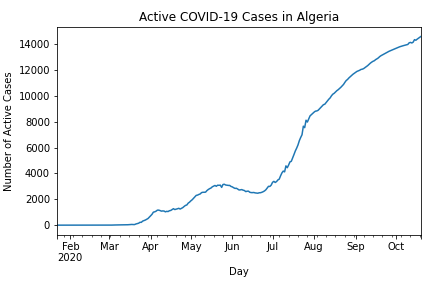 Active COVID-19 Cases in Algeria
Number of Active Cases
14000
12000
10000
8000
6000
4000
2000
0
Feb Mar Apr May Jun Jul Aug Sep Oct
2020
Day